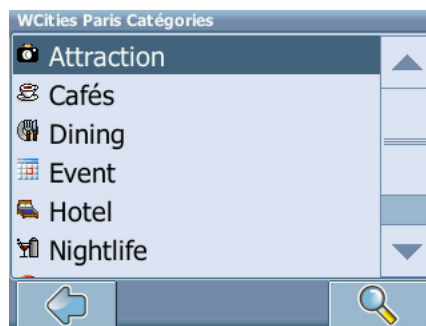 WCities Paris Catégories
Attraction
Cafés
Dining
Event
Hotel
Nightlife